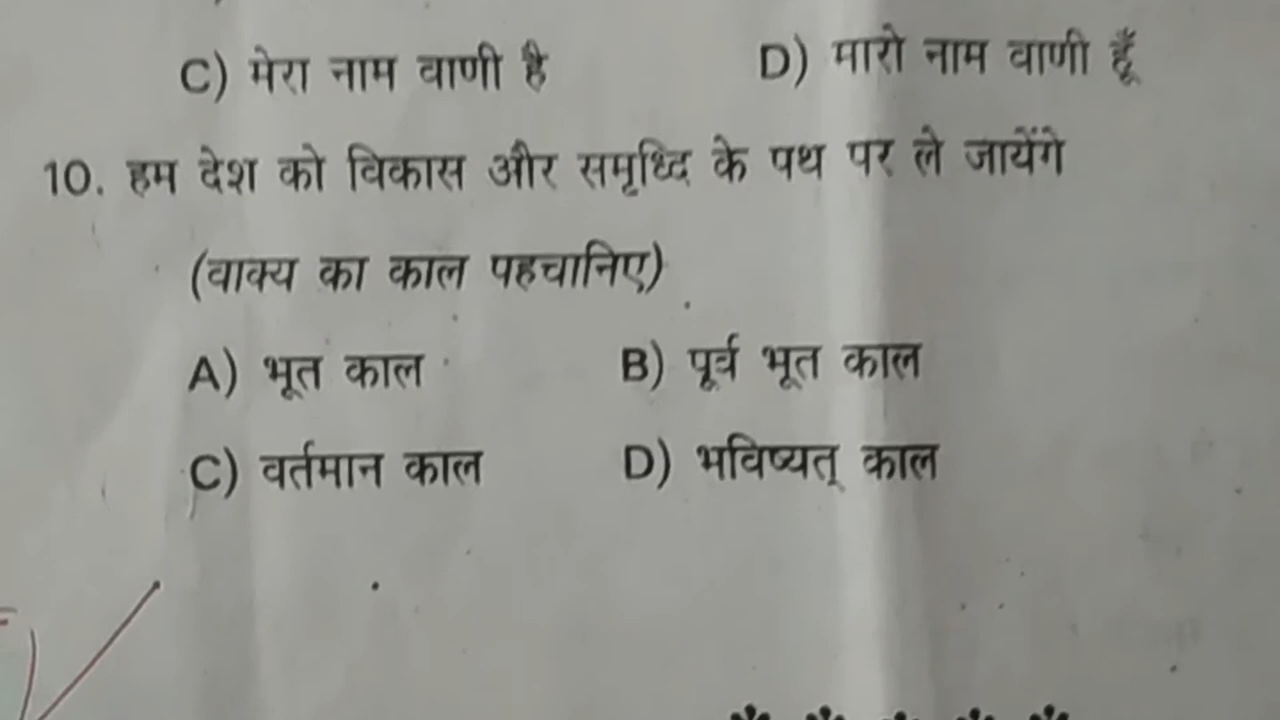 C) मेरा नाम वाणी है D) मारो नाम वाणी हूँ
10. हम देश को विकास और समृध्दि के पथ पर ले जायेंगे
(वाक्य का काल पहचानिए)
A) भूत काल B) पूर्व भूत काल
C) वर्तमान काल D) भविष्यत् काल